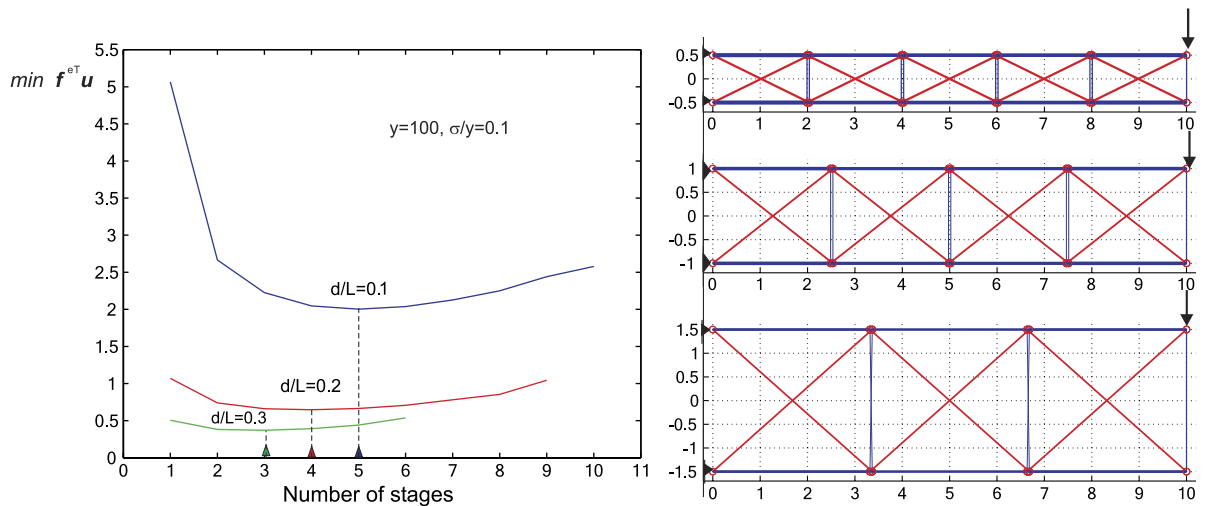 5.5
5
4.5
4
3.5
3
2.5
2
1.5
1
0.5
0
min f^eT u
y=100, σ/y=0.1
d/L=0.1
d/L=0.2
d/L=0.3
0 1 2 3 4 5 6 7 8 9 10 11
Number of stages
0.5
0
-0.5
0 1 2 3 4 5 6 7 8 9 10
1
0.5
0
-0.5
-1
0 1 2 3 4 5 6 7 8 9 10
1.5
1
0.5
0
-0.5
-1
-1.5
0 1 2 3 4 5 6 7 8 9 10